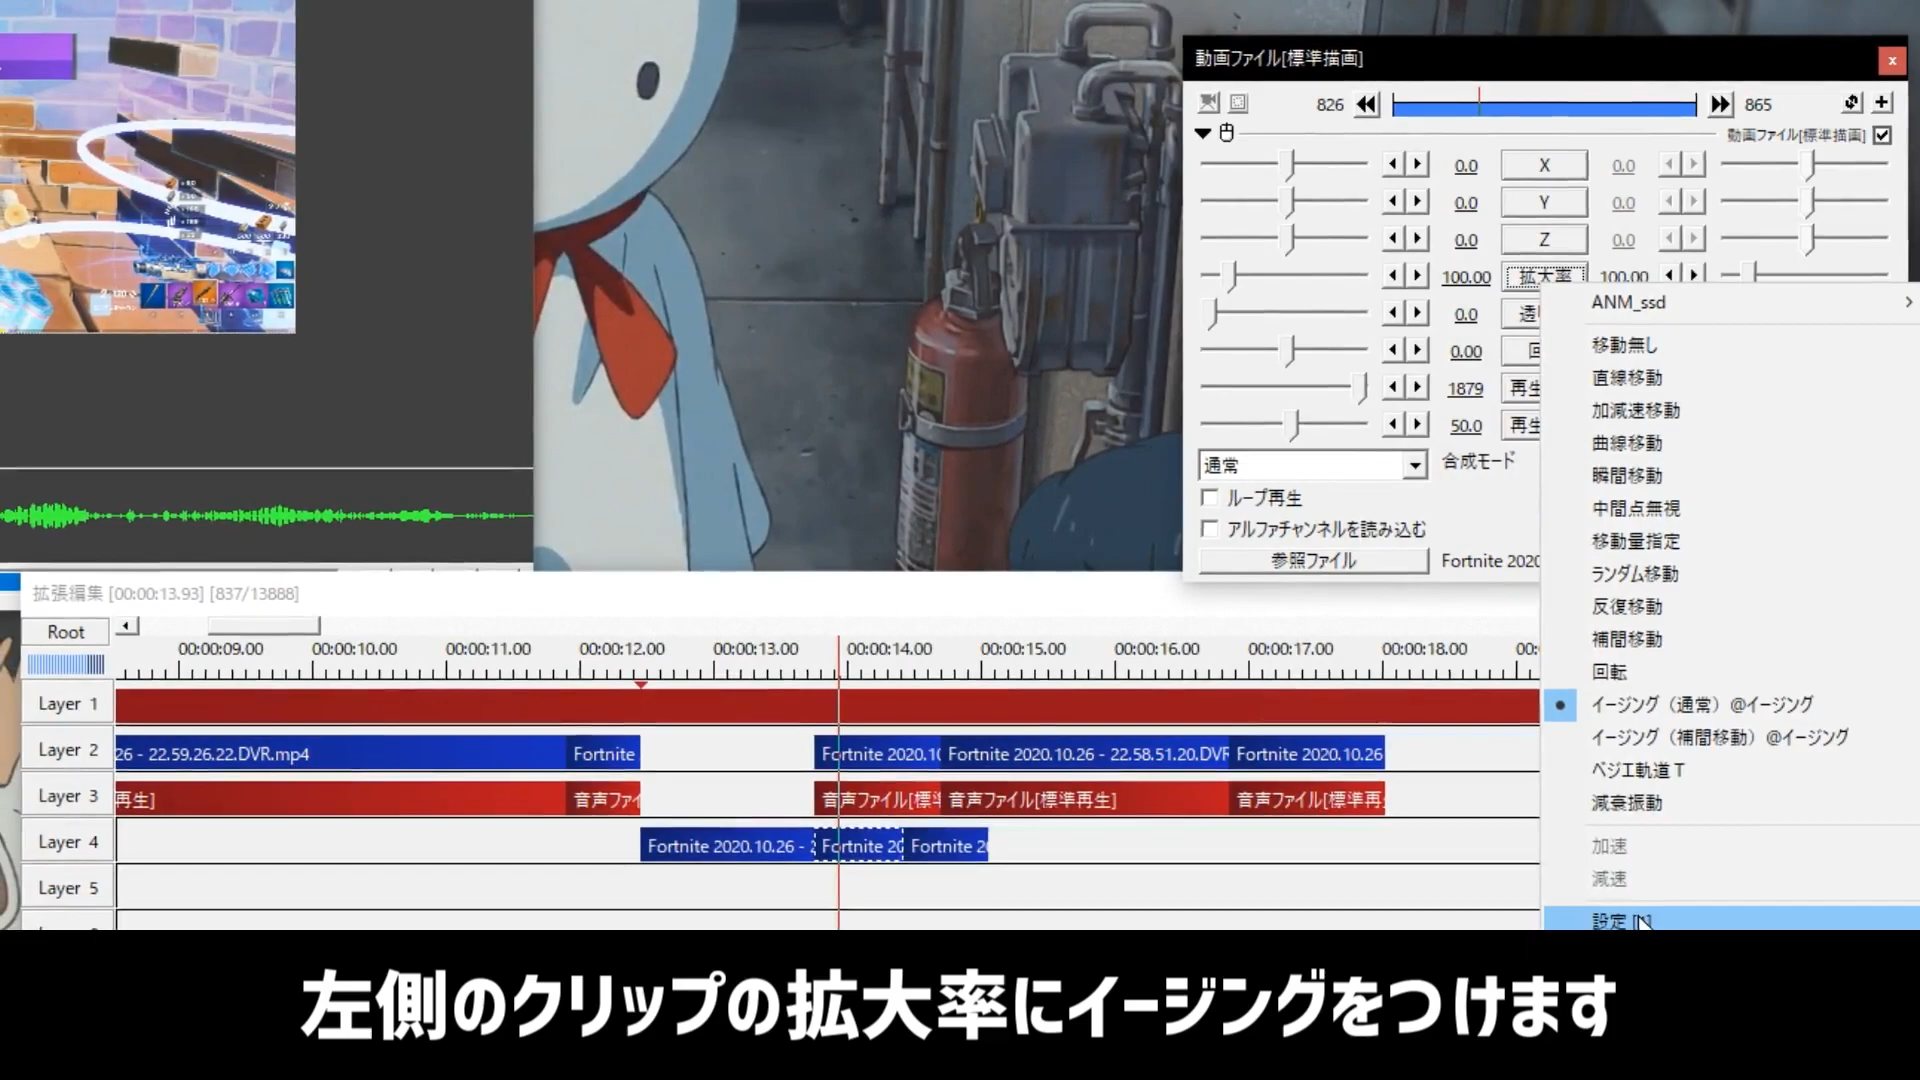 動画ファイル[標準描画]
x
826
865
動画ファイル[標準描画]
0.0 X 0.0
0.0 Y 0.0
0.0 Z 0.0
100.00 拡大率 100.00
0.0
0.00
1879 再生
50.0 再生
通常 合成モード
ループ再生
アルファチャンネルを読み込む
参照ファイル
Fortnite 2020
ANM_ssd
移動無し
直線移動
加減速移動
曲線移動
瞬間移動
中間点無視
移動量指定
ランダム移動
反復移動
補間移動
回転
イージング（通常）@イージング
イージング（補間移動）@イージング
ベジエ軌道T
減衰振動
加速
減速
設定
拡張編集 [00:00:13.93] [837/13888]
Root
00:00:09.00 00:00:10.00 00:00:11.00 00:00:12.00 00:00:13.00 00:00:14.00 00:00:15.00 00:00:16.00 00:00:17.00 00:00:18.00 00:
Layer 1
Layer 2
26 - 22.59.26.22.DVR.mp4 Fortnite Fortnite 2020.10 Fortnite 2020.10.26 - 22.58.51.20.DVR Fortnite 2020.10.26
Layer 3
再生] 音声ファイ 音声ファイル[標準 音声ファイル[標準再生] 音声ファイル[標準再
Layer 4
Fortnite 2020.10.26 - Fortnite 20 Fortnite 20
Layer 5
左側のクリップの拡大率にイージングをつけます